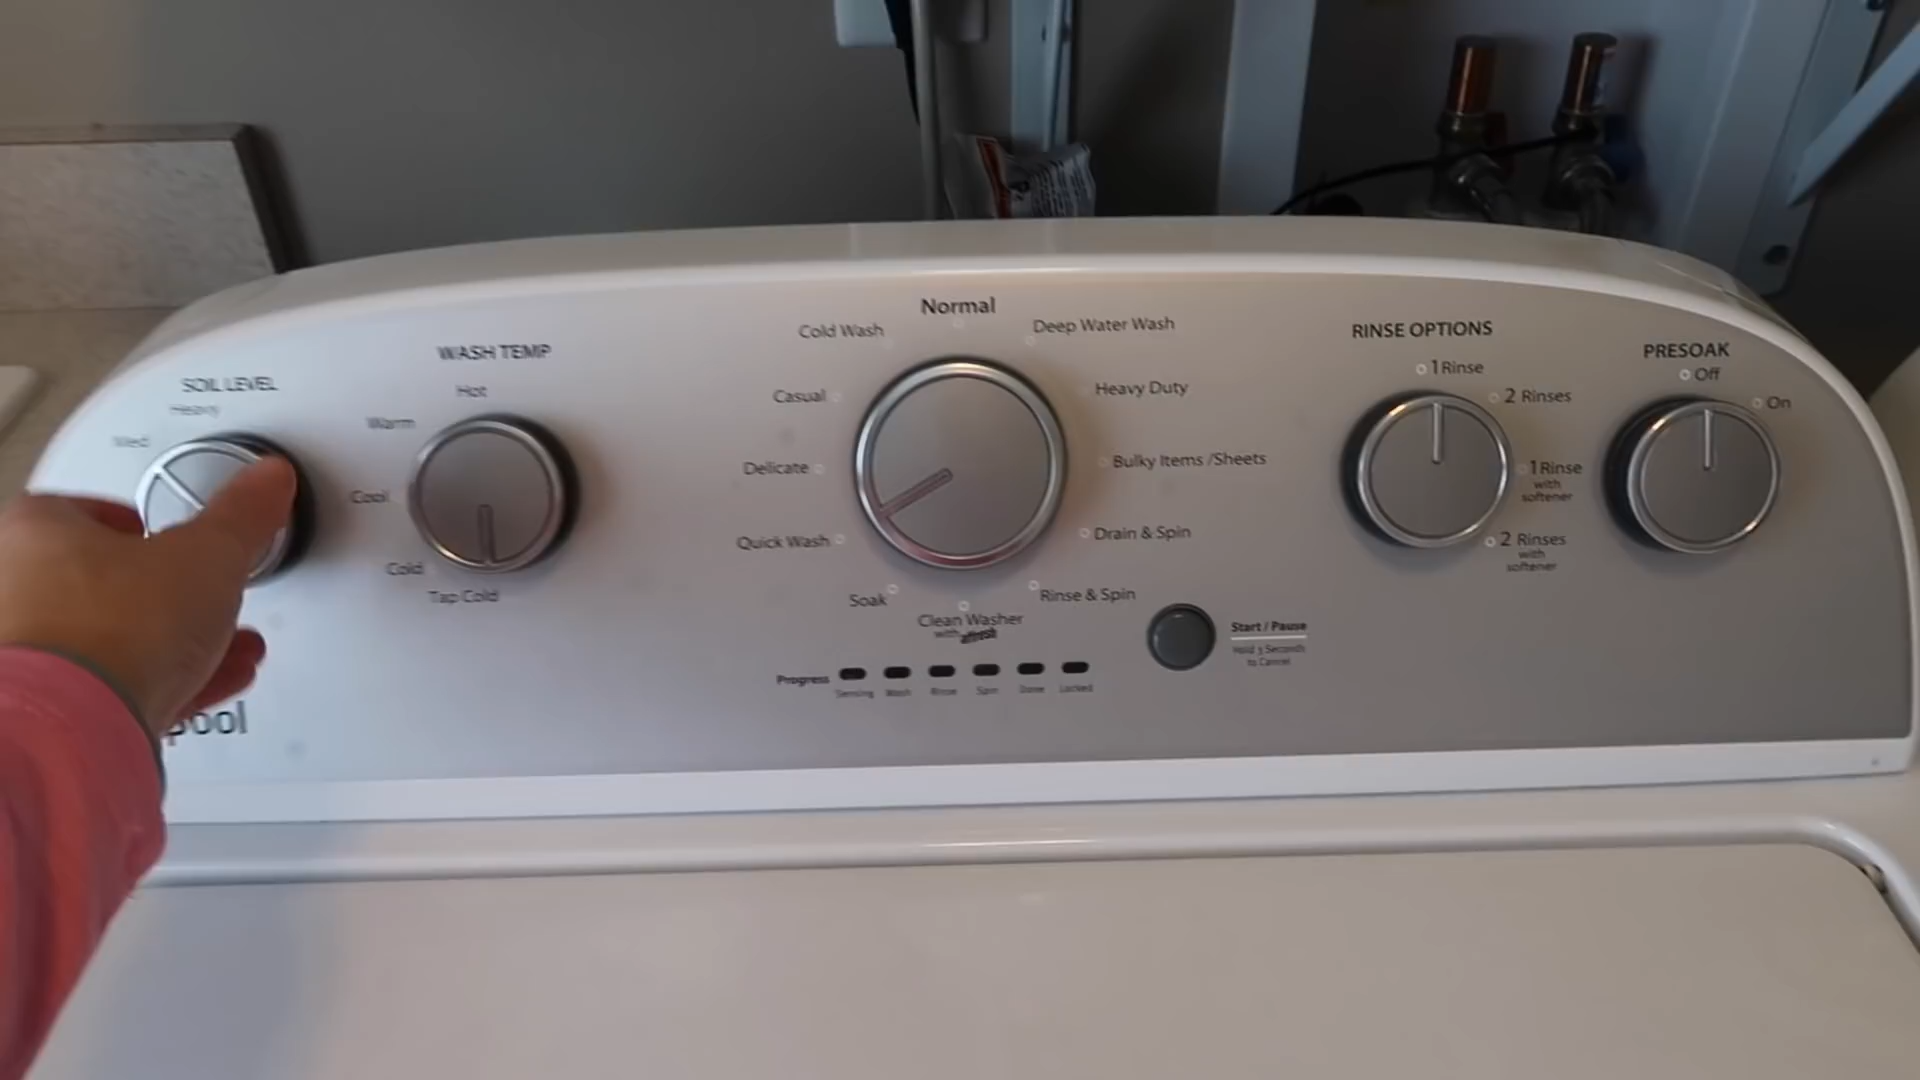 SOIL LEVEL
Heavy
Med
WASH TEMP
Hot
Warm
Cool
Cold
Tap Cold
Normal
Cold Wash
Deep Water Wash
Casual
Heavy Duty
Delicate
Bulky Items /Sheets
Quick Wash
Drain & Spin
Soak
Rinse & Spin
Clean Washer
with affresh
RINSE OPTIONS
1 Rinse
2 Rinses
1 Rinse
with
softener
2 Rinses
with
softener
PRESOAK
Off
On
Start / Pause
Hold 3 Seconds
to Cancel
Progress
Sensing
Wash
Rinse
Spin
Done
Locked
pool